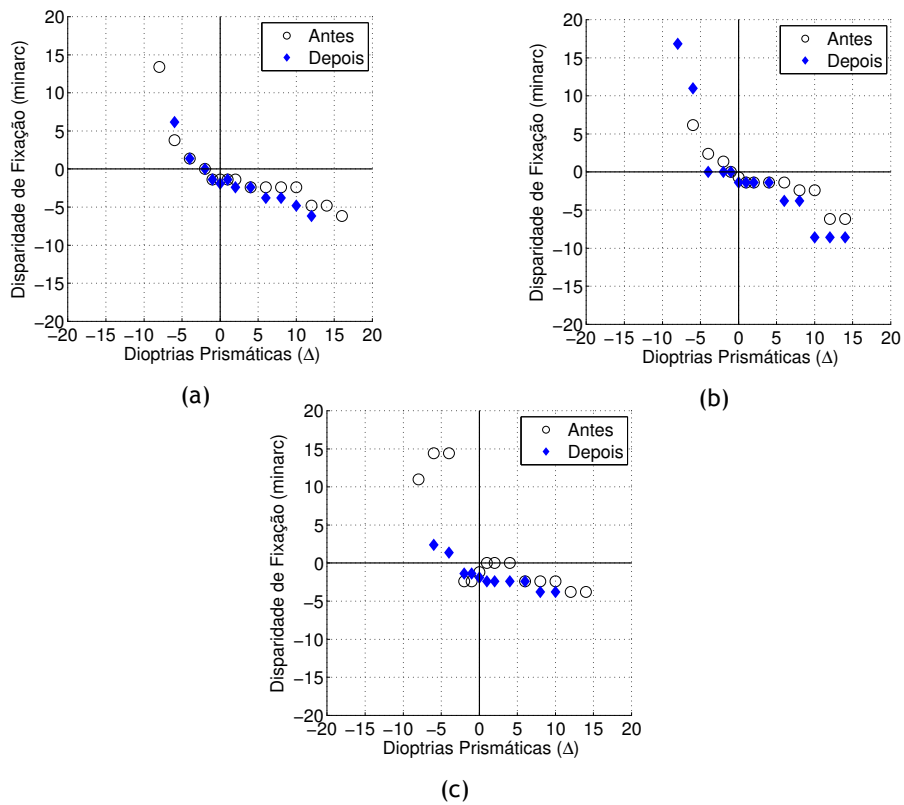 Disparidade de Fixação (minarc)
20
15
10
5
0
−5
−10
−15
−20
−20 −15 −10 −5 0 5 10 15 20
Dioptrias Prismáticas (Δ)
Antes
Depois
(a)
Disparidade de Fixação (minarc)
20
15
10
5
0
−5
−10
−15
−20
−20 −15 −10 −5 0 5 10 15 20
Dioptrias Prismáticas (Δ)
Antes
Depois
(b)
Disparidade de Fixação (minarc)
20
15
10
5
0
−5
−10
−15
−20
−20 −15 −10 −5 0 5 10 15 20
Dioptrias Prismáticas (Δ)
Antes
Depois
(c)